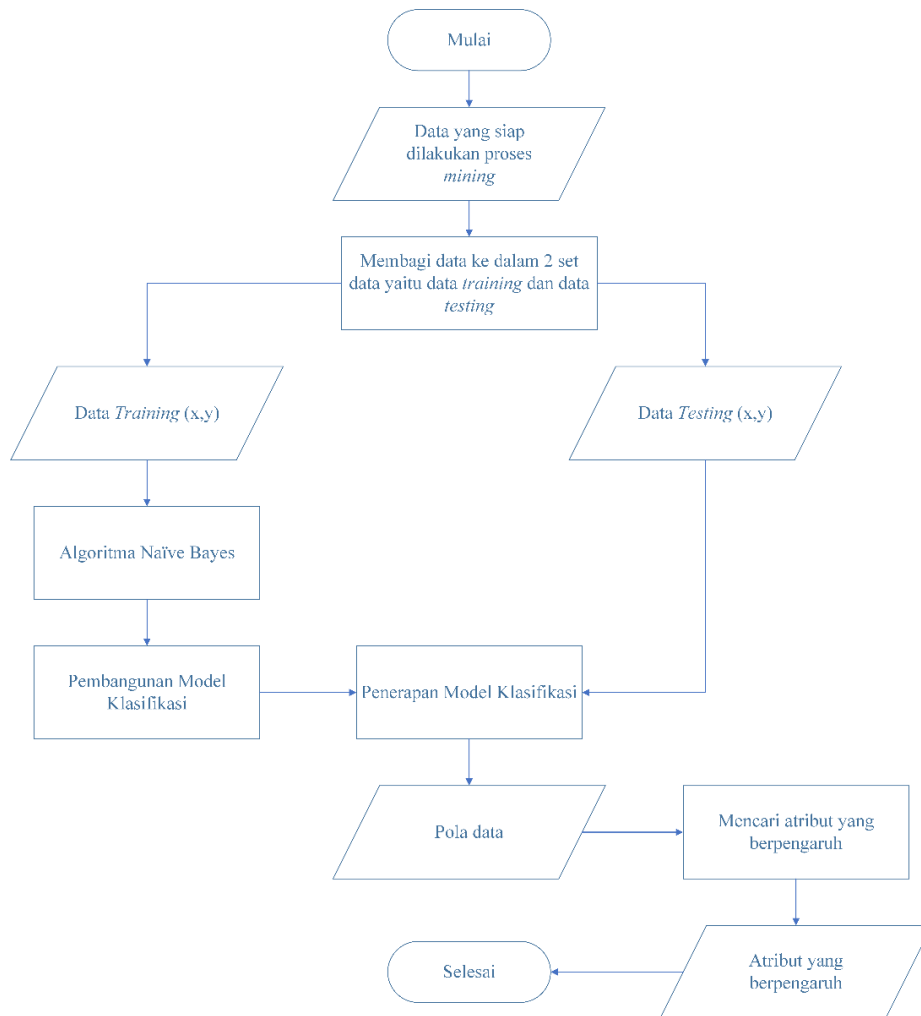 Mulai
Data yang siap
dilakukan proses
mining
Membagi data ke dalam 2 set
data yaitu data training dan data
testing
Data Training (x,y)
Data Testing (x,y)
Algoritma Naïve Bayes
Pembangunan Model
Klasifikasi
Penerapan Model Klasifikasi
Pola data
Mencari atribut yang
berpengaruh
Atribut yang
berpengaruh
Selesai